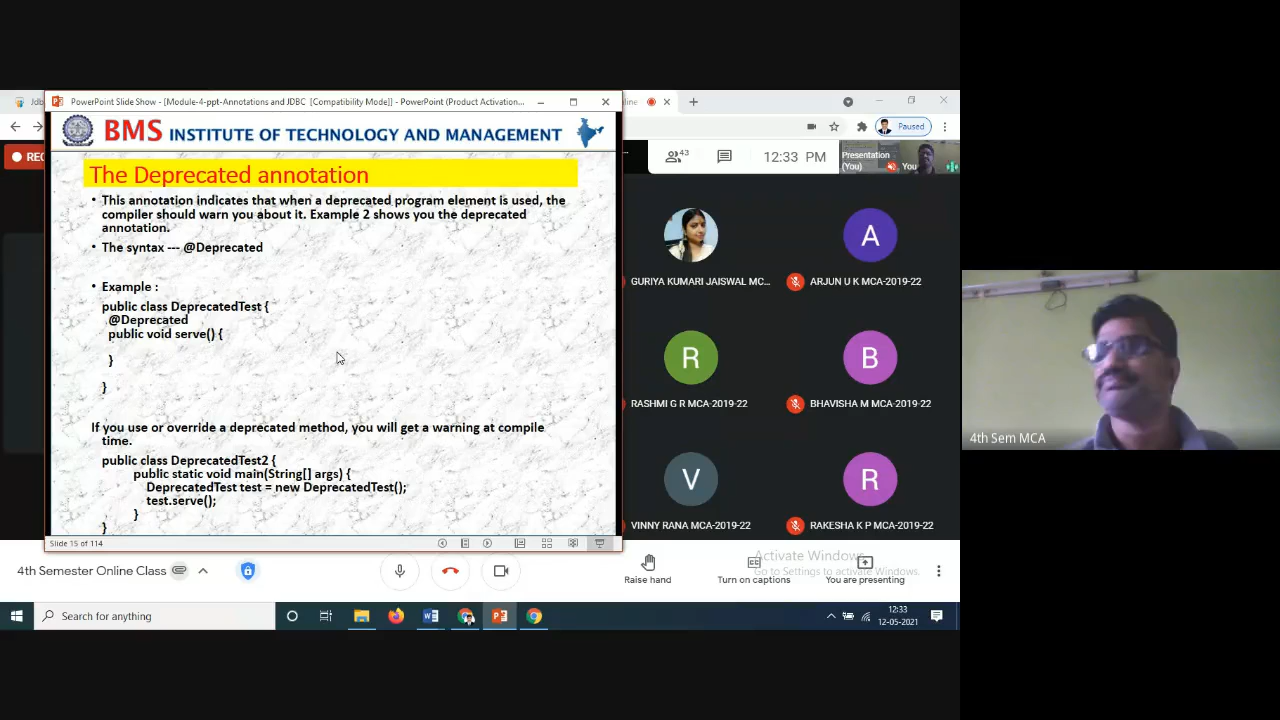 Jdb
PowerPoint Slide Show - [Module-4-ppt-Annotations and JDBC [Compatibility Mode]] - PowerPoint (Product Activation...
Paused
REC
BMS INSTITUTE OF TECHNOLOGY AND MANAGEMENT
43
12:33 PM
Presentation
(You)
You
The Deprecated annotation
• This annotation indicates that when a deprecated program element is used, the
compiler should warn you about it. Example 2 shows you the deprecated
annotation.
• The syntax --- @Deprecated
• Example :
public class DeprecatedTest {
@Deprecated
public void serve() {
}
}
If you use or override a deprecated method, you will get a warning at compile
time.
public class DeprecatedTest2 {
public static void main(String[] args) {
DeprecatedTest test = new DeprecatedTest();
test.serve();
}
}
Slide 15 of 114
GURIYA KUMARI JAISWAL MC...
A
ARJUN U K MCA-2019-22
R
RASHMI G R MCA-2019-22
B
BHAVISHA M MCA-2019-22
V
VINNY RANA MCA-2019-22
R
RAKESHA K P MCA-2019-22
4th Sem MCA
4th Semester Online Class
Raise hand
Turn on captions
You are presenting
Activate Windows
Go to Settings to activate Windows.
Search for anything
12:33
12-05-2021